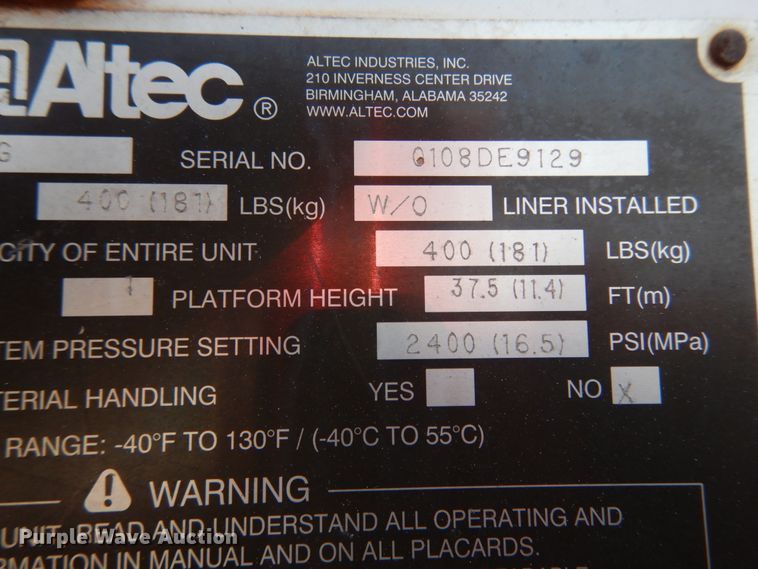 Altec®
ALTEC INDUSTRIES, INC.
210 INVERNESS CENTER DRIVE
BIRMINGHAM, ALABAMA 35242
WWW.ALTEC.COM
G SERIAL NO. 0108DE9129
400 (181) LBS(kg) W/O LINER INSTALLED
CITY OF ENTIRE UNIT 400 (181) LBS(kg)
1 PLATFORM HEIGHT 37.5 (11.4) FT(m)
TEM PRESSURE SETTING 2400 (16.5) PSI(MPa)
TERIAL HANDLING YES NO X
RANGE: -40°F TO 130°F / (-40°C TO 55°C)
WARNING
UNIT, READ AND UNDERSTAND ALL OPERATING AND
RMATION IN MANUAL AND ON ALL PLACARDS.
Purple Wave Auction